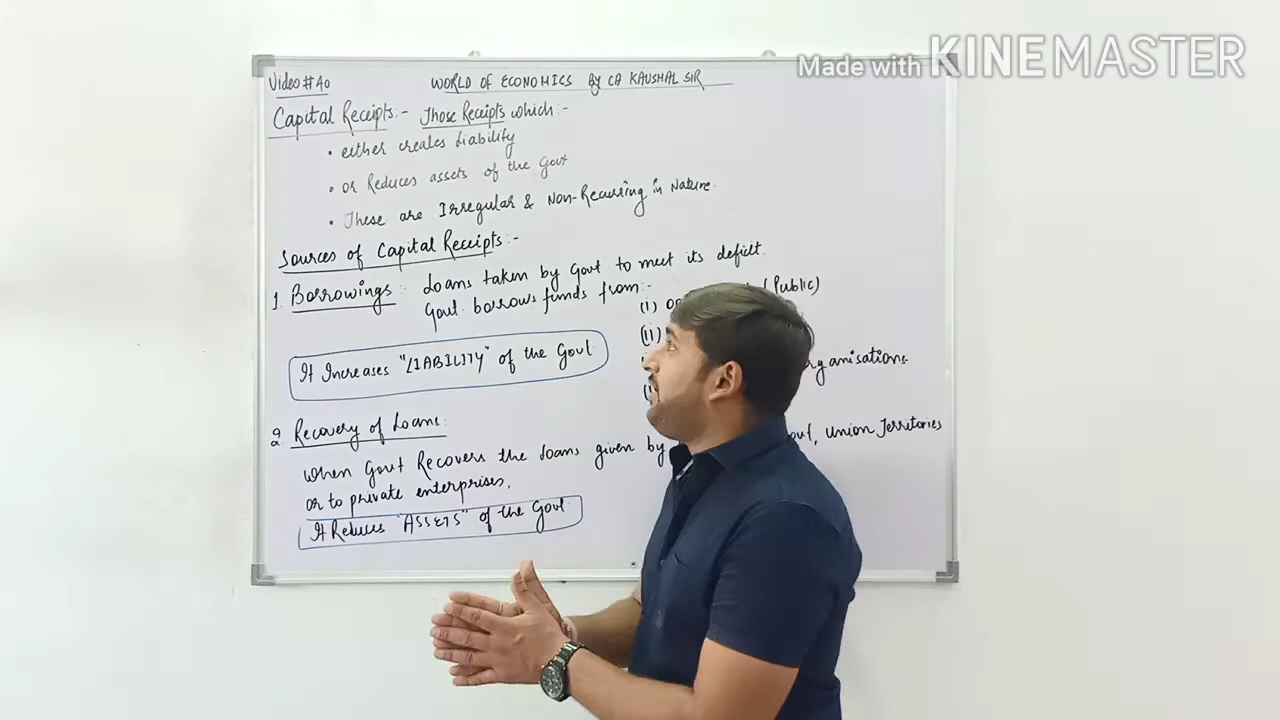 Made with KINEMASTER
Video #40 WORLD OF ECONOMICS By CA KAUSHAL SIR
Capital Receipts:- Those Receipts which:-
• either creates Liability
• or Reduces assets of the Govt
• These are Irregular & Non-Recurring in Nature.
Sources of Capital Receipts:-
1. Borrowings: Loans taken by Govt to meet its deficit.
Govt. borrows funds from:-
(i) (Public)
(ii)
It Increases "LIABILITY" of the Govt.
organisations
2. Recovery of Loans:
When Govt Recovers the Loans given by ovt, Union Territories
or to private enterprises.
It Reduces "ASSETS" of the Govt.